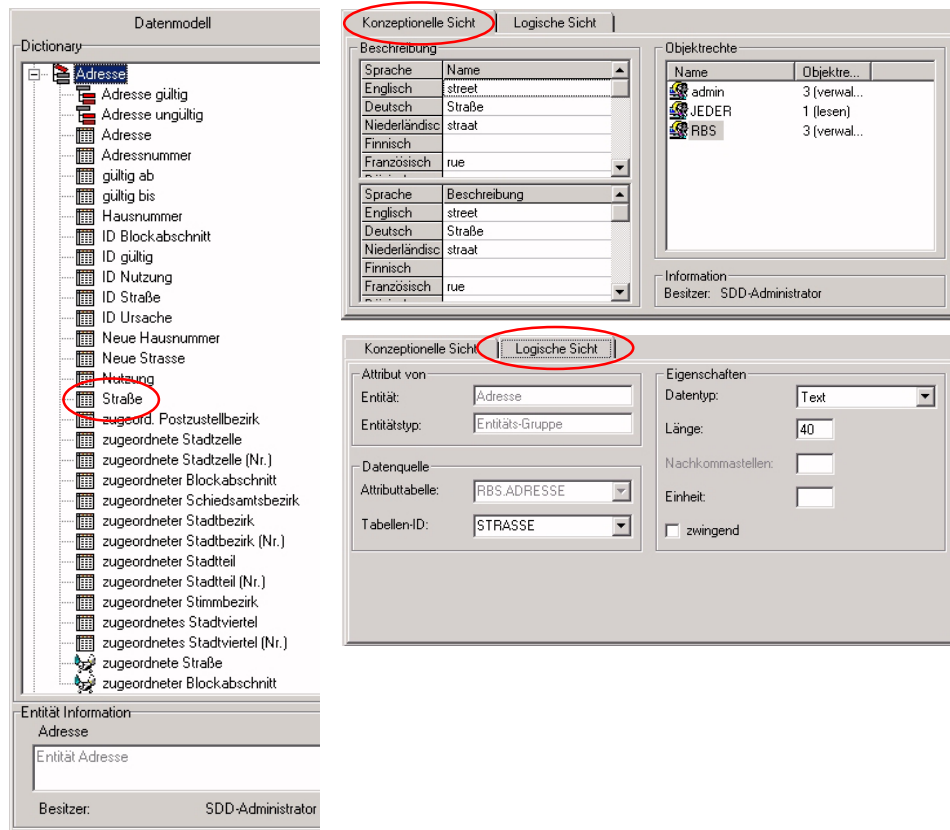 Datenmodell
Dictionary
Adresse
Adresse gültig
Adresse ungültig
Adresse
Adressnummer
gültig ab
gültig bis
Hausnummer
ID Blockabschnitt
ID gültig
ID Nutzung
ID Straße
ID Ursache
Neue Hausnummer
Neue Strasse
Nutzung
Straße
zugeord. Postzustellbezirk
zugeordnete Stadtzelle
zugeordnete Stadtzelle (Nr.)
zugeordneter Blockabschnitt
zugeordneter Schiedsamtsbezirk
zugeordneter Stadtbezirk
zugeordneter Stadtbezirk (Nr.)
zugeordneter Stadtteil
zugeordneter Stadtteil (Nr.)
zugeordneter Stimmbezirk
zugeordnetes Stadtviertel
zugeordnetes Stadtviertel (Nr.)
zugeordnete Straße
zugeordneter Blockabschnitt
Entität Information
Adresse
Entität Adresse
Besitzer: SDD-Administrator
Konzeptionelle Sicht Logische Sicht
Beschreibung
Sprache Name
Englisch street
Deutsch Straße
Niederländisc straat
Finnisch
Französisch rue
Sprache Beschreibung
Englisch street
Deutsch Straße
Niederländisc straat
Finnisch
Französisch rue
Objektrechte
Name Objektre...
admin 3 (verwal...
JEDER 1 (lesen)
RBS 3 (verwal...
Information
Besitzer: SDD-Administrator
Konzeptionelle Sicht Logische Sicht
Attribut von
Entität: Adresse
Entitätstyp: Entitäts-Gruppe
Datenquelle
Attributtabelle: RBS.ADRESSE
Tabellen-ID: STRASSE
Eigenschaften
Datentyp: Text
Länge: 40
Nachkommastellen:
Einheit:
zwingend